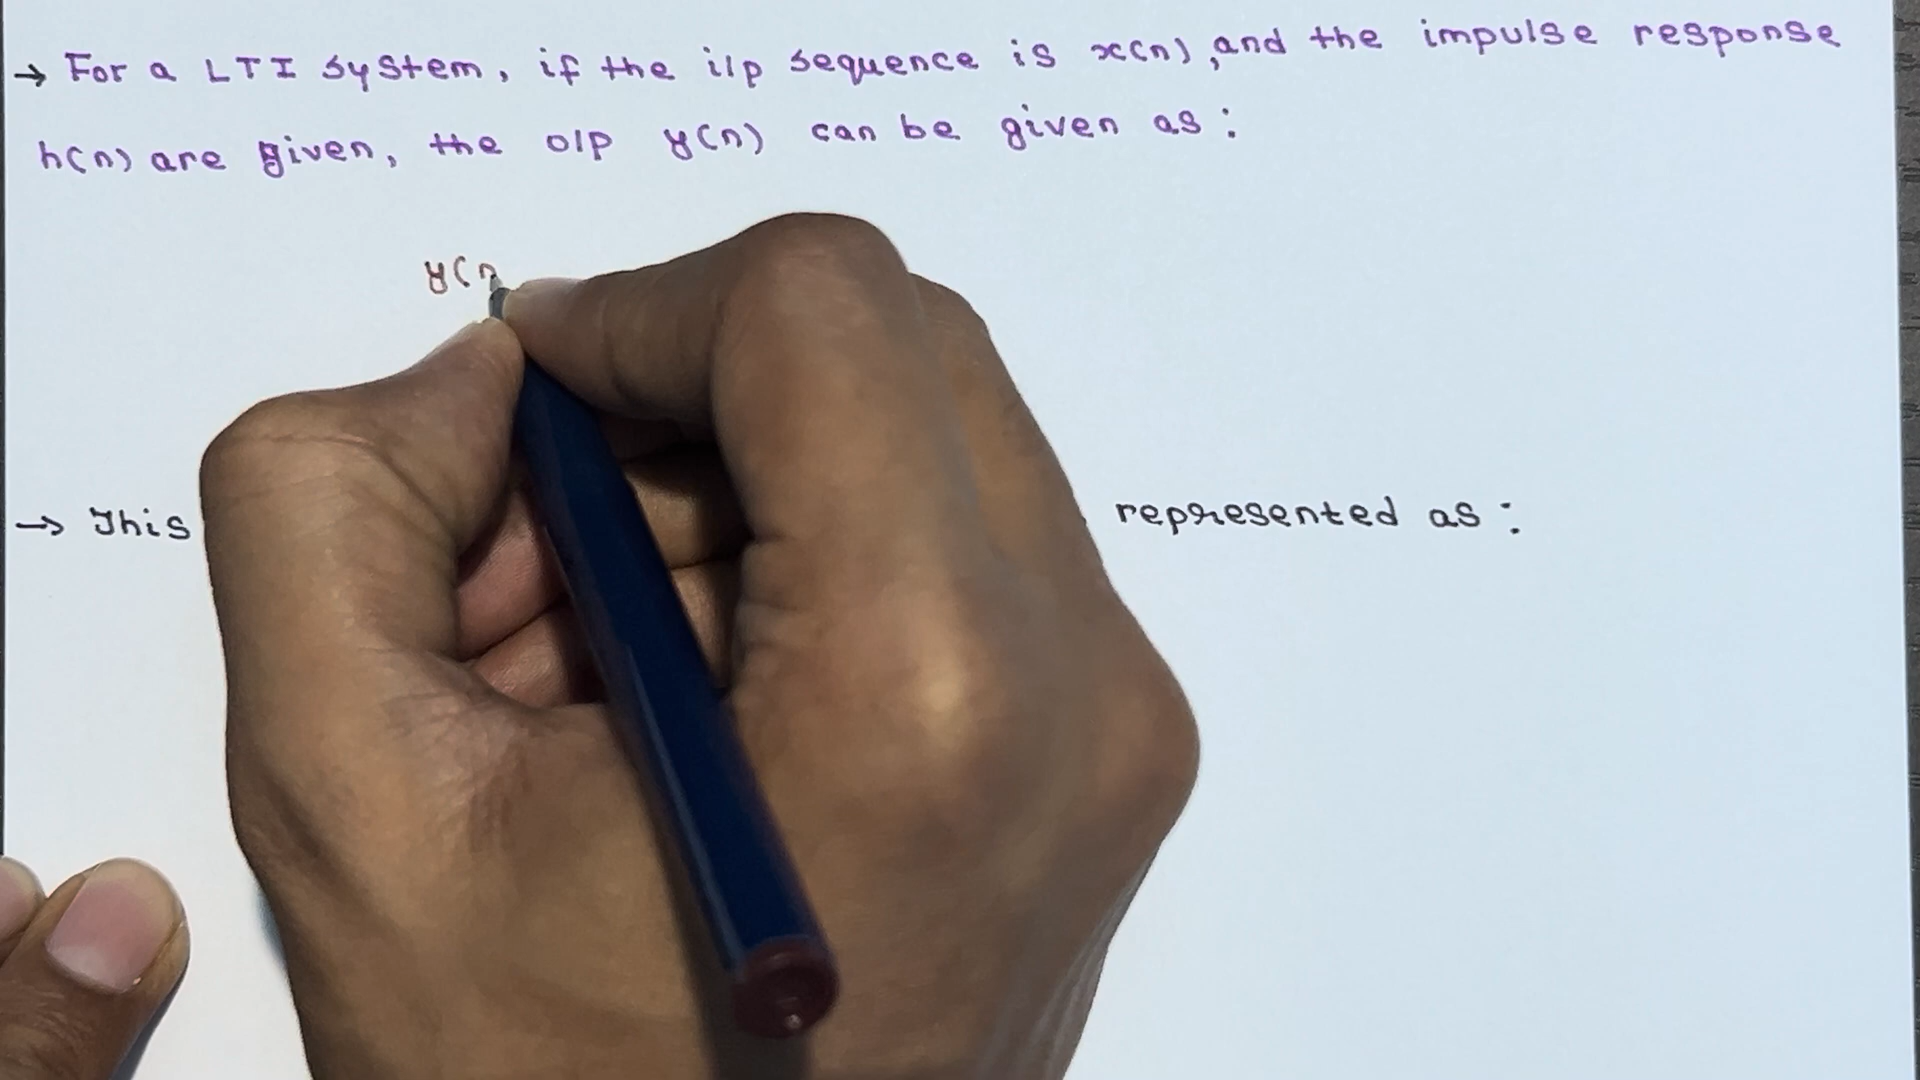 → For a LTI system, if the i/p sequence is x(n), and the impulse response
h(n) are given, the o/p y(n) can be given as :
y(n
→ This represented as :